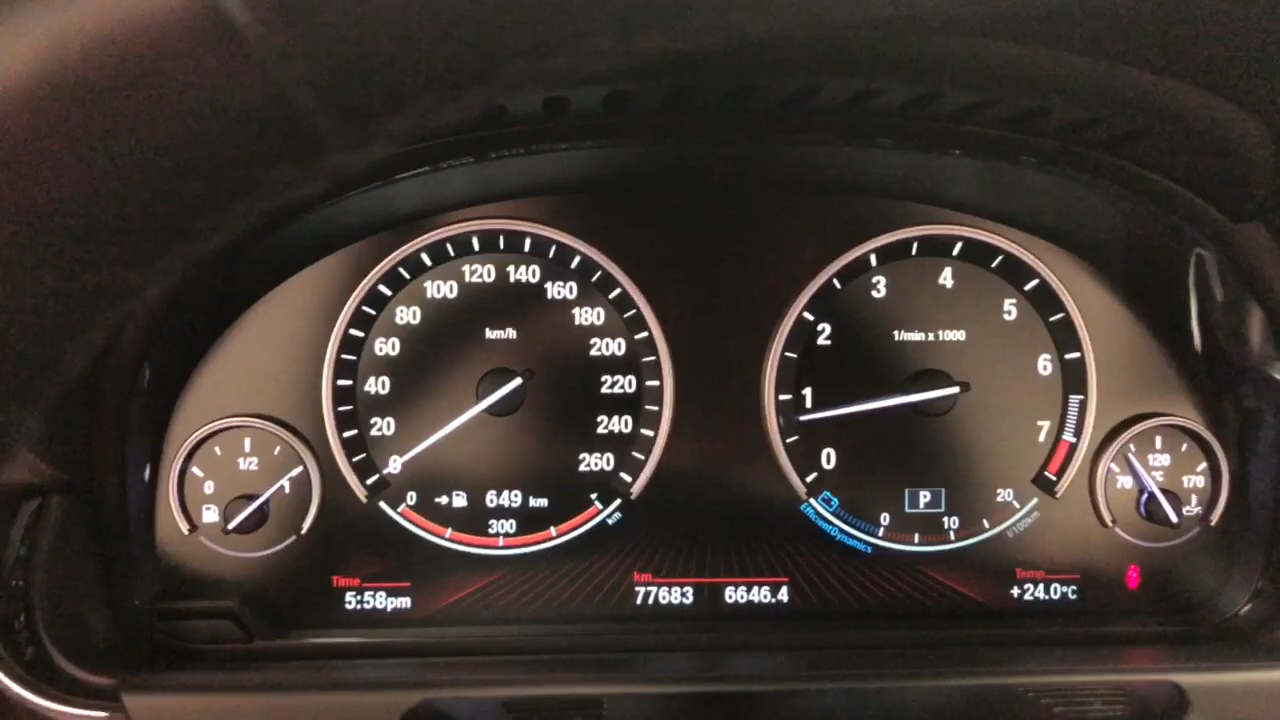 km/h
0
20
40
60
80
100
120
140
160
180
200
220
240
260
1/min x 1000
0
1
2
3
4
5
6
7
0
1/2
1
70
120
170
°C
0
300
649 km
km
P
0
10
20
l/100km
EfficientDynamics
Time
5:58pm
km
77683 6646.4
Temp
+24.0°C